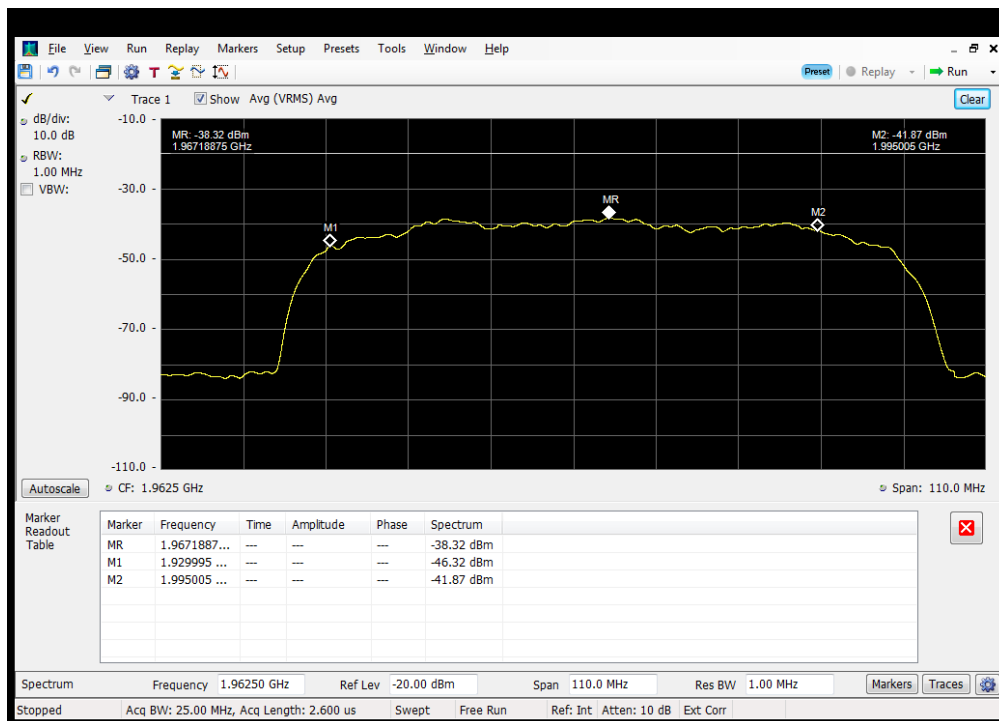 File View Run Replay Markers Setup Presets Tools Window Help
Preset Replay Run
Trace 1 Show Avg (VRMS) Avg Clear
dB/div:
10.0 dB
RBW:
1.00 MHz
VBW:
-10.0
-30.0
-50.0
-70.0
-90.0
-110.0
MR: -38.32 dBm
1.96718875 GHz
M2: -41.87 dBm
1.995005 GHz
M1
MR
M2
Autoscale CF: 1.9625 GHz Span: 110.0 MHz
Marker
Readout
Table
Marker Frequency Time Amplitude Phase Spectrum
MR 1.9671887... --- --- --- -38.32 dBm
M1 1.929995 ... --- --- --- -46.32 dBm
M2 1.995005 ... --- --- --- -41.87 dBm
Spectrum Frequency 1.96250 GHz Ref Lev -20.00 dBm Span 110.0 MHz Res BW 1.00 MHz Markers Traces
Stopped Acq BW: 25.00 MHz, Acq Length: 2.600 us Swept Free Run Ref: Int Atten: 10 dB Ext Corr